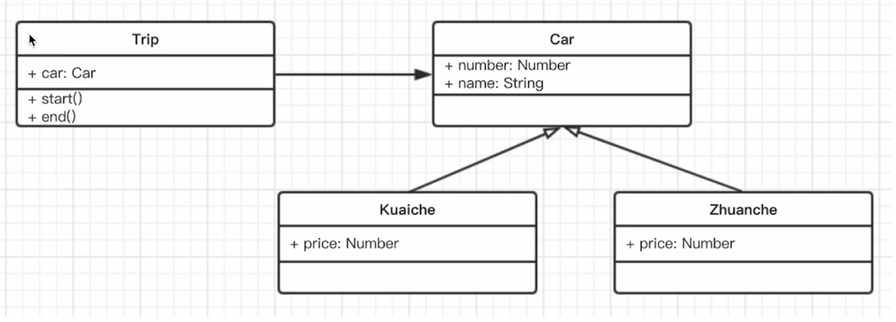 Trip
+ car: Car
+ start()
+ end()
Car
+ number: Number
+ name: String
Kuaiche
+ price: Number
Zhuanche
+ price: Number